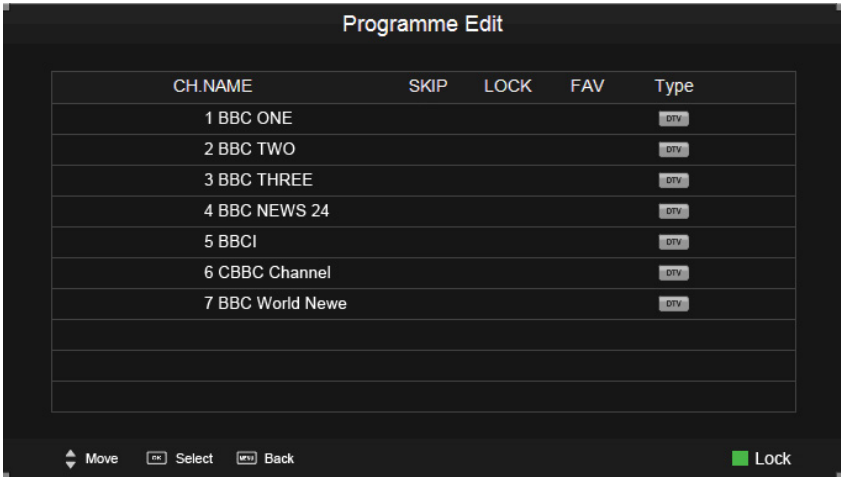 Programme Edit
CH.NAME SKIP LOCK FAV Type
1 BBC ONE DTV
2 BBC TWO DTV
3 BBC THREE DTV
4 BBC NEWS 24 DTV
5 BBCI DTV
6 CBBC Channel DTV
7 BBC World Newe DTV
Move OK Select MENU Back Lock